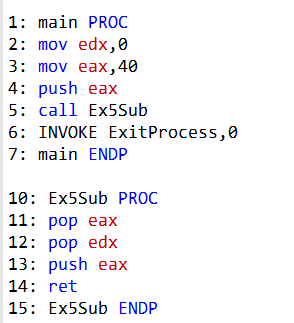 1: main PROC
2: mov edx,0
3: mov eax,40
4: push eax
5: call Ex5Sub
6: INVOKE ExitProcess,0
7: main ENDP
10: Ex5Sub PROC
11: pop eax
12: pop edx
13: push eax
14: ret
15: Ex5Sub ENDP